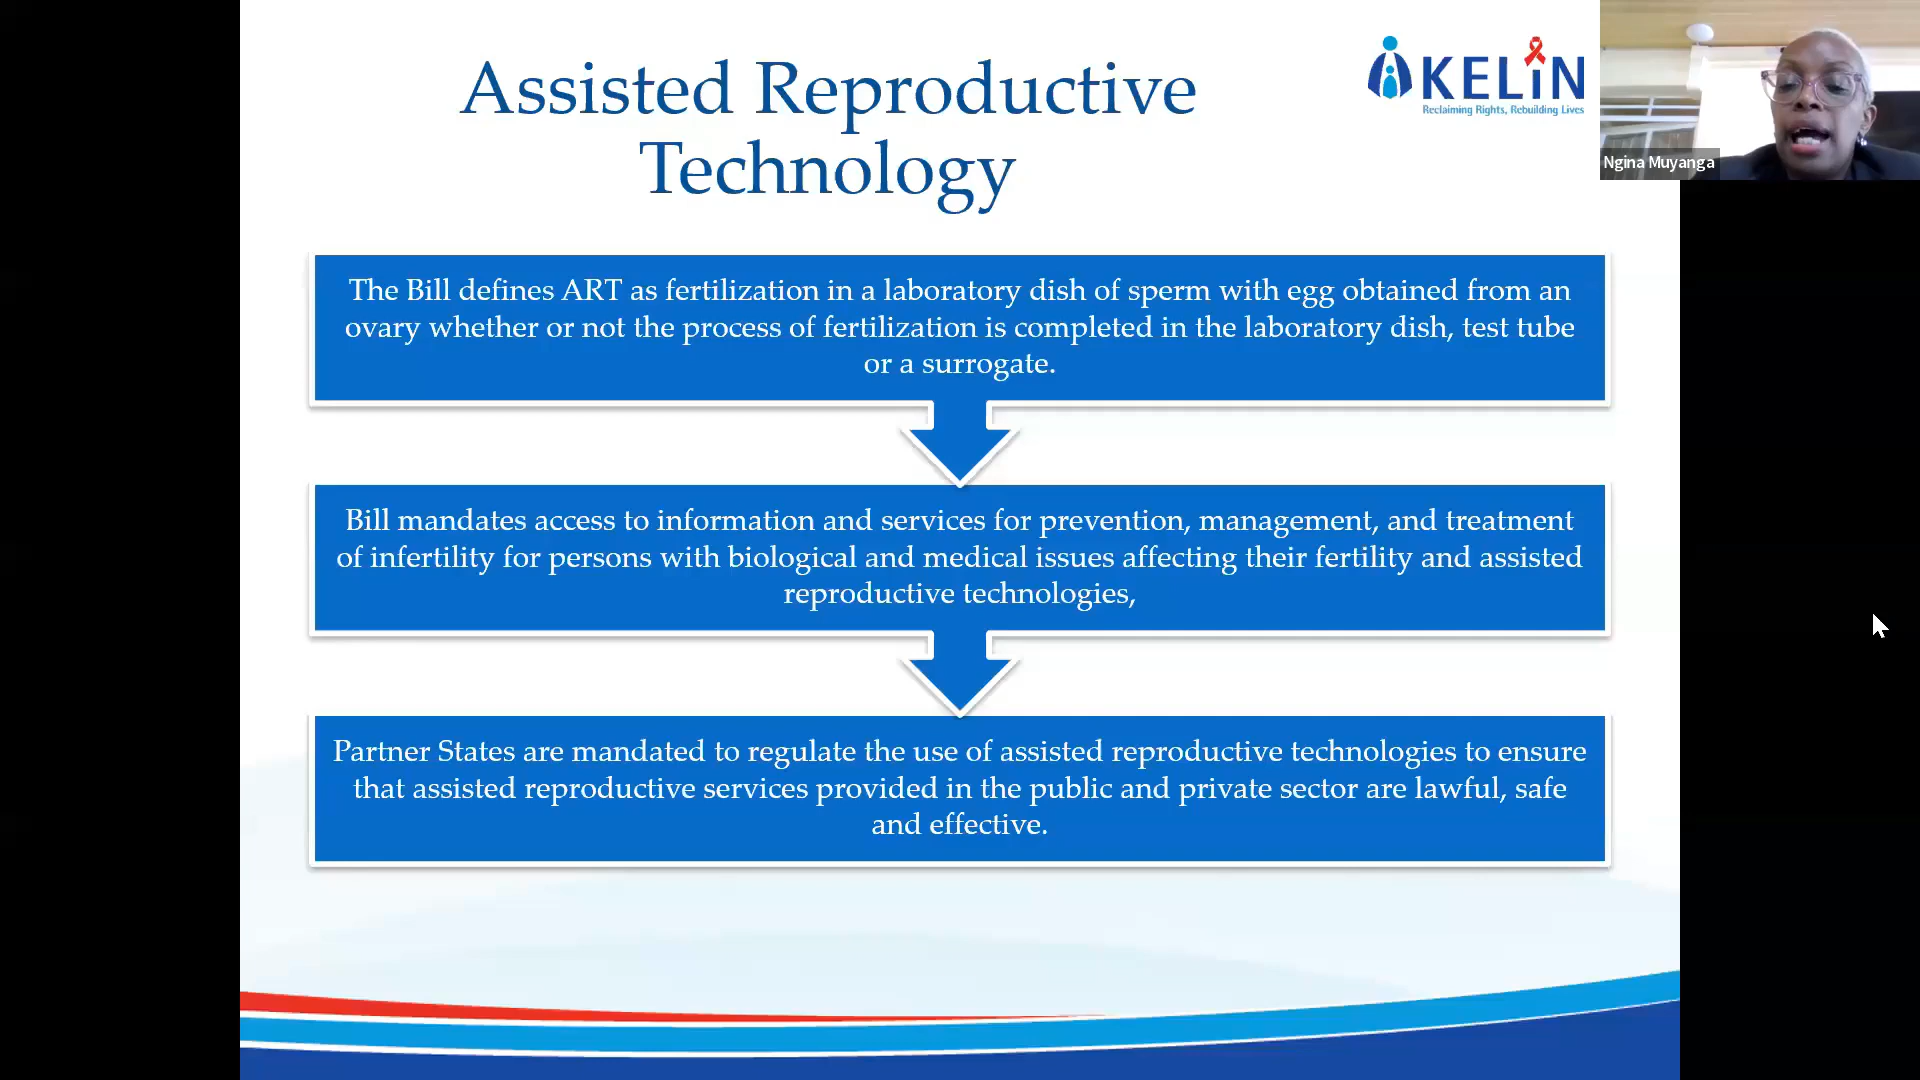 Assisted Reproductive
Technology
KELIN
Reclaiming Rights, Rebuilding Lives
Ngina Muyanga
The Bill defines ART as fertilization in a laboratory dish of sperm with egg obtained from an
ovary whether or not the process of fertilization is completed in the laboratory dish, test tube
or a surrogate.
Bill mandates access to information and services for prevention, management, and treatment
of infertility for persons with biological and medical issues affecting their fertility and assisted
reproductive technologies,
Partner States are mandated to regulate the use of assisted reproductive technologies to ensure
that assisted reproductive services provided in the public and private sector are lawful, safe
and effective.